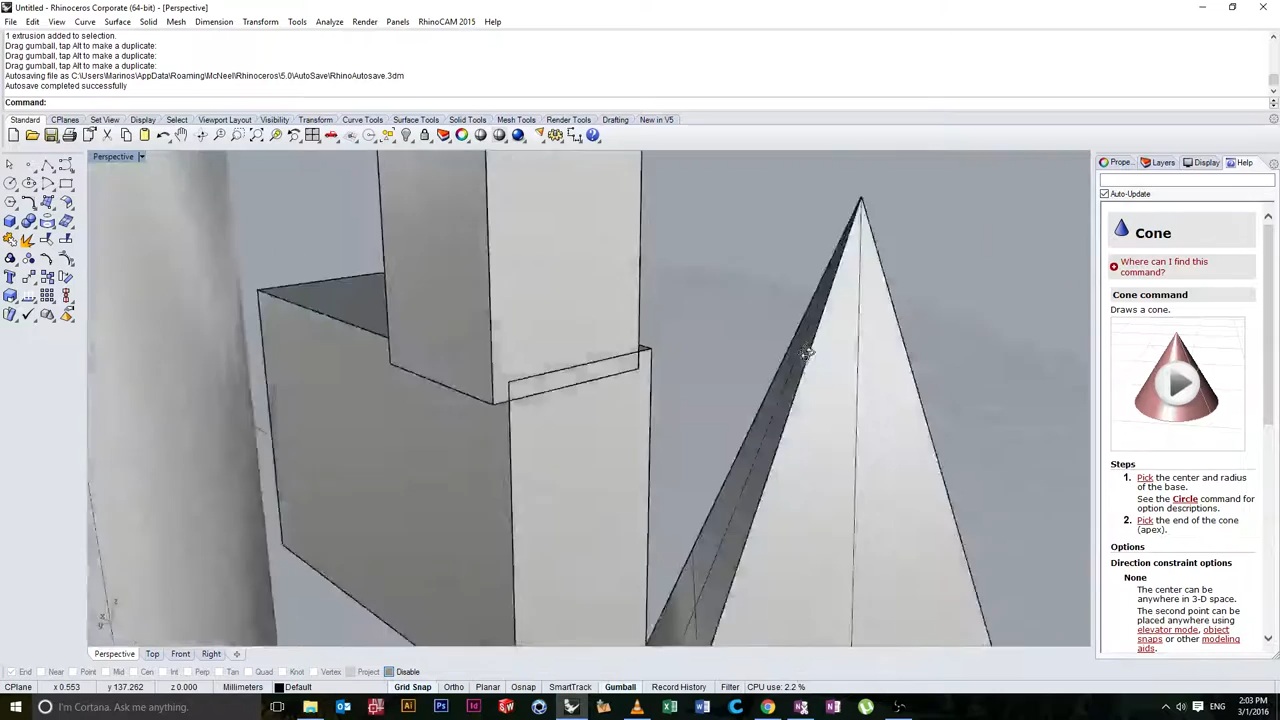 Untitled - Rhinoceros Corporate (64-bit) - [Perspective]
File Edit View Curve Surface Solid Mesh Dimension Transform Tools Analyze Render Panels RhinoCAM 2015 Help
1 extrusion added to selection.
Drag gumball, tap Alt to make a duplicate:
Drag gumball, tap Alt to make a duplicate:
Drag gumball, tap Alt to make a duplicate:
Autosaving file as C:\Users\Marinos\AppData\Roaming\McNeel\Rhinoceros\5.0\AutoSave\RhinoAutosave.3dm
Autosave completed successfully
Command:
Standard CPlanes Set View Display Select Viewport Layout Visibility Transform Curve Tools Surface Tools Solid Tools Mesh Tools Render Tools Drafting New in V5
Perspective
Prope... Layers Display Help
Auto-Update
Cone
Where can I find this
command?
Cone command
Draws a cone.
Steps
1. Pick the center and radius
of the base.
See the Circle command for
option descriptions.
2. Pick the end of the cone
(apex).
Options
Direction constraint options
None
The center can be
anywhere in 3-D space.
The second point can be
placed anywhere using
elevator mode, object
snaps or other modeling
aids.
z
x
y
Perspective Top Front Right
End Near Point Mid Cen Int Perp Tan Quad Knot Vertex Project Disable
CPlane x 0.553 y 137.262 z 0.000 Millimeters Default Grid Snap Ortho Planar Osnap SmartTrack Gumball Record History Filter CPU use: 2.2 %
I'm Cortana. Ask me anything.
ENG
2:03 PM
3/1/2016